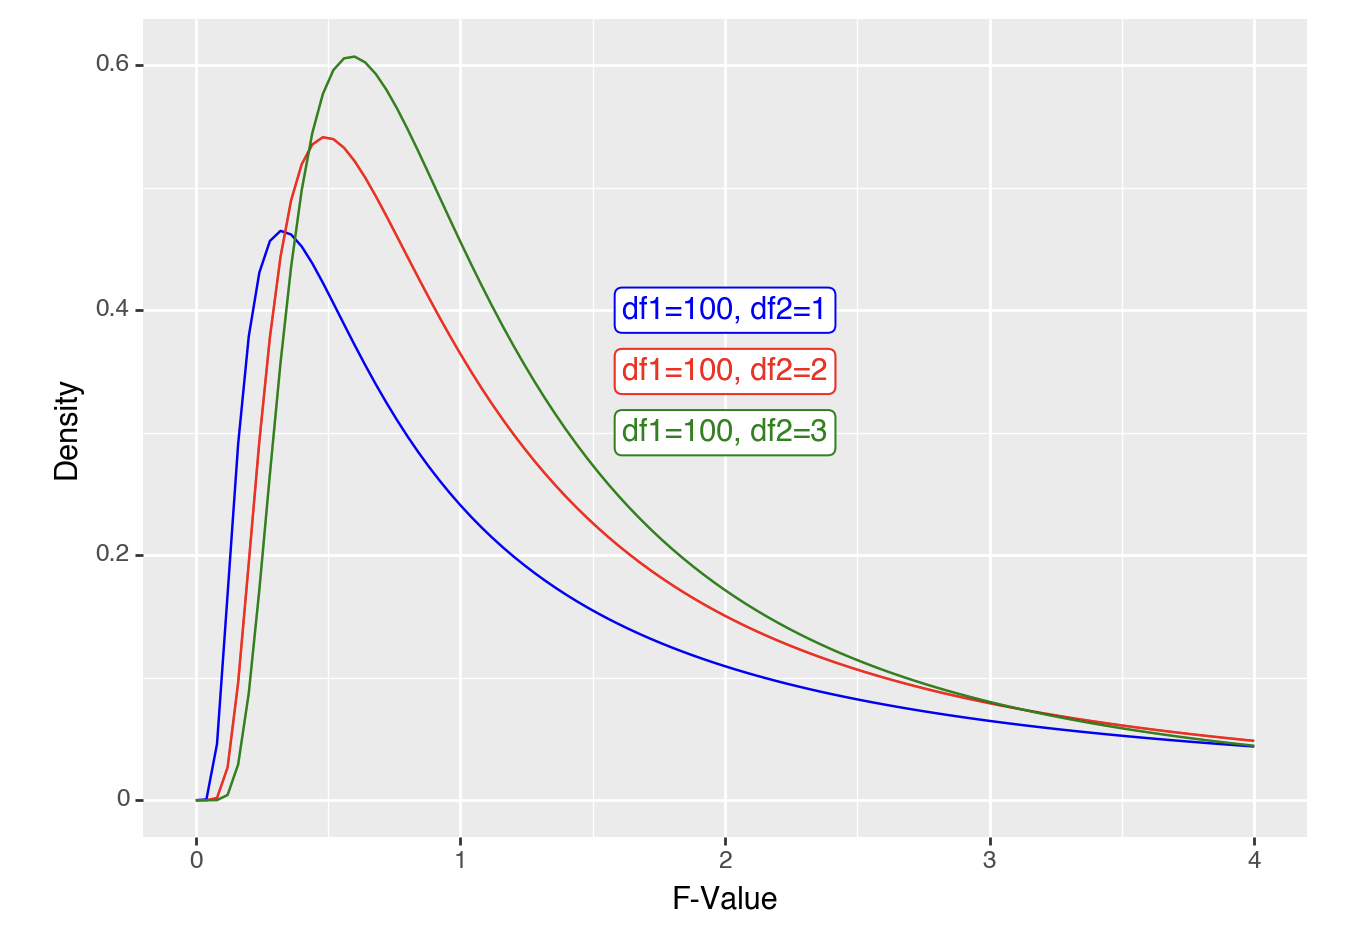 0.6
0.4
0.2
0
Density
df1=100, df2=1
df1=100, df2=2
df1=100, df2=3
0 1 2 3 4
F-Value